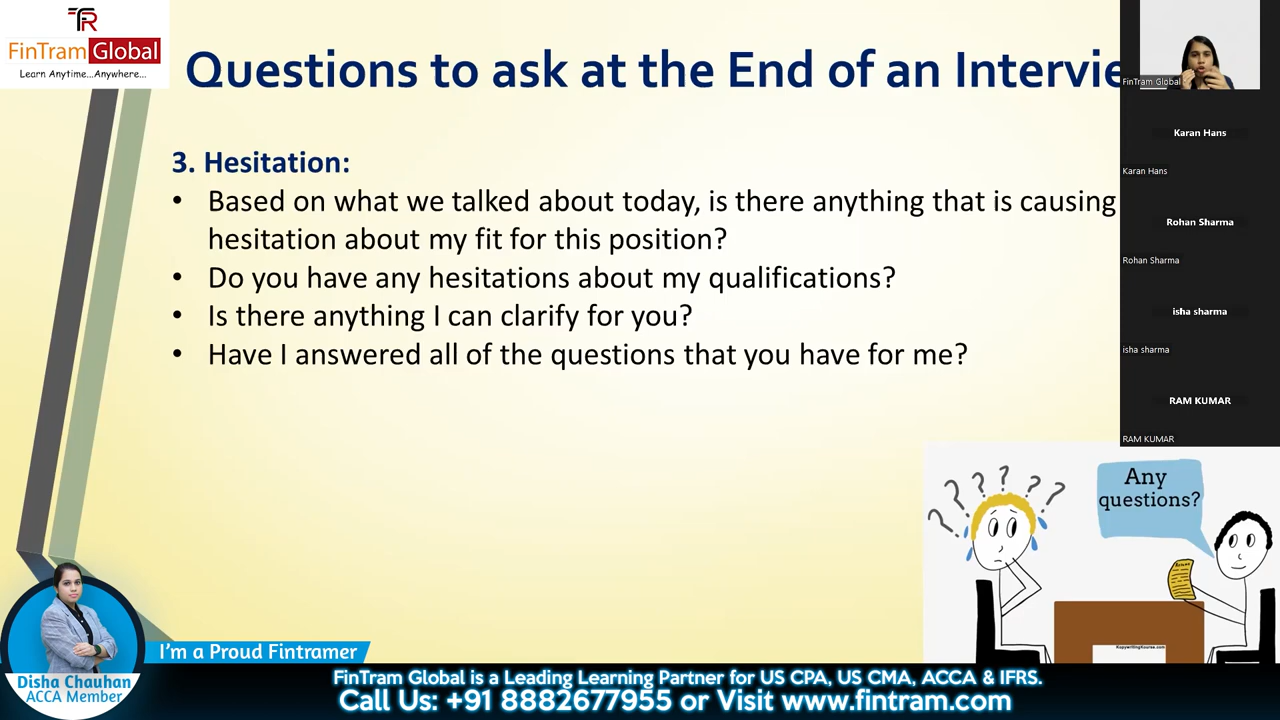 FR
FinTram Global
Learn Anytime...Anywhere...
Questions to ask at the End of an Intervie
3. Hesitation:
• Based on what we talked about today, is there anything that is causing
hesitation about my fit for this position?
• Do you have any hesitations about my qualifications?
• Is there anything I can clarify for you?
• Have I answered all of the questions that you have for me?
FinTram Global
Karan Hans
Karan Hans
Rohan Sharma
Rohan Sharma
isha sharma
isha sharma
RAM KUMAR
RAM KUMAR
? ? ? ? ?
Any
questions?
KopywritingKourse.com
I'm a Proud Fintramer
Disha Chauhan
ACCA Member
FinTram Global is a Leading Learning Partner for US CPA, US CMA, ACCA & IFRS.
Call Us: +91 8882677955 or Visit www.fintram.com